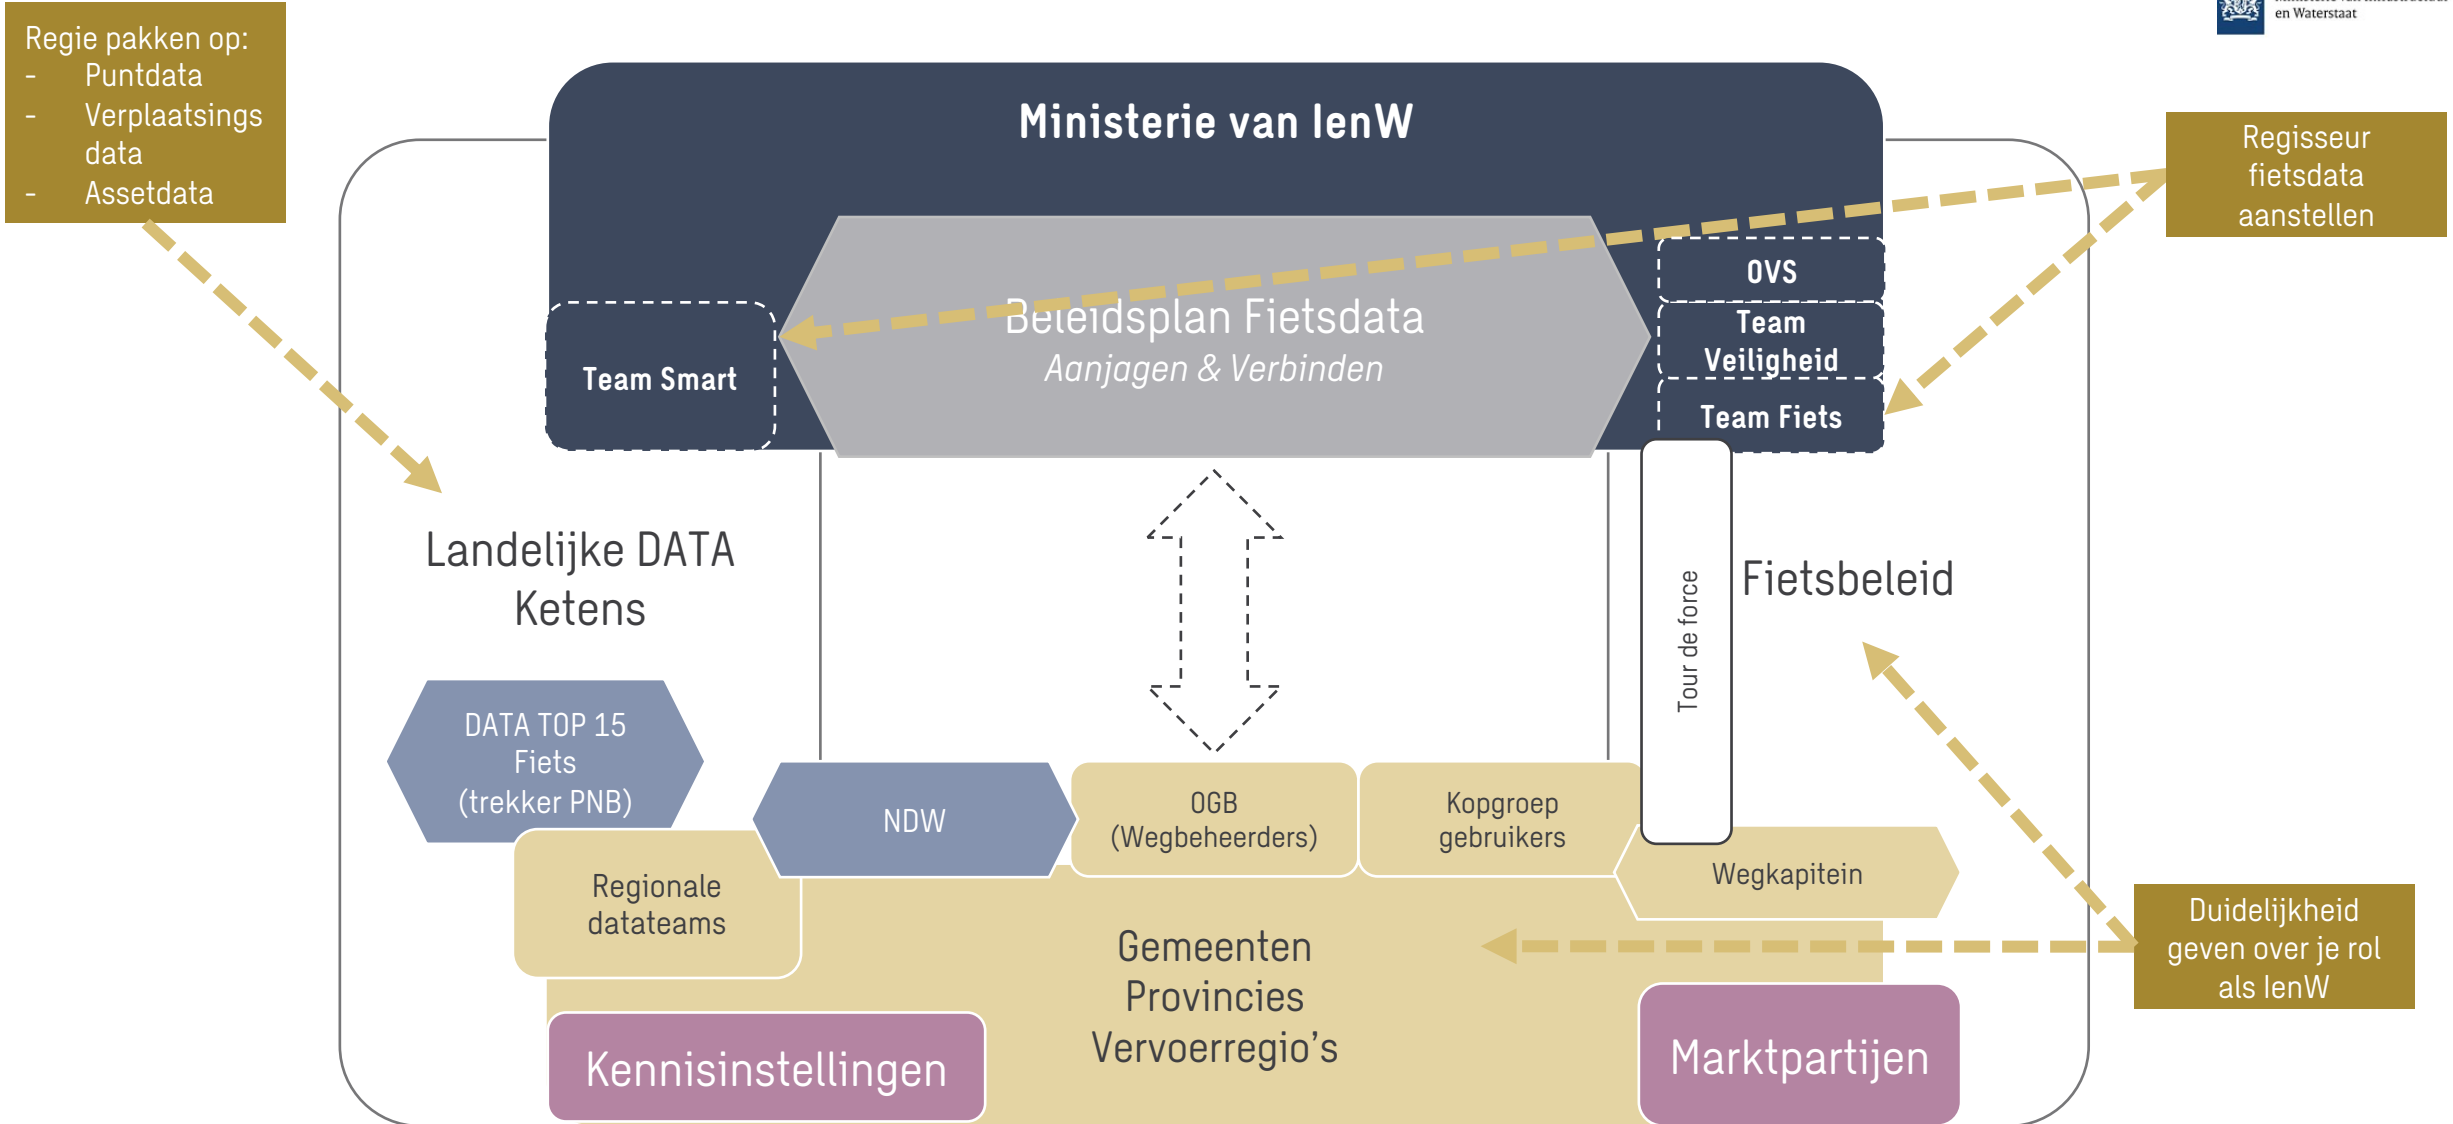 Regie pakken op:
- Puntdata
- Verplaatsings
data
- Assetdata
en Waterstaat
Ministerie van IenW
Regisseur
fietsdata
aanstellen
Beleidsplan Fietsdata
Aanjagen & Verbinden
Team Smart
OVS
Team
Veiligheid
Team Fiets
Landelijke DATA
Ketens
Tour de force
Fietsbeleid
DATA TOP 15
Fiets
(trekker PNB)
NDW
OGB
(Wegbeheerders)
Kopgroep
gebruikers
Wegkapitein
Regionale
datateams
Gemeenten
Provincies
Vervoerregio's
Duidelijkheid
geven over je rol
als IenW
Kennisinstellingen
Marktpartijen